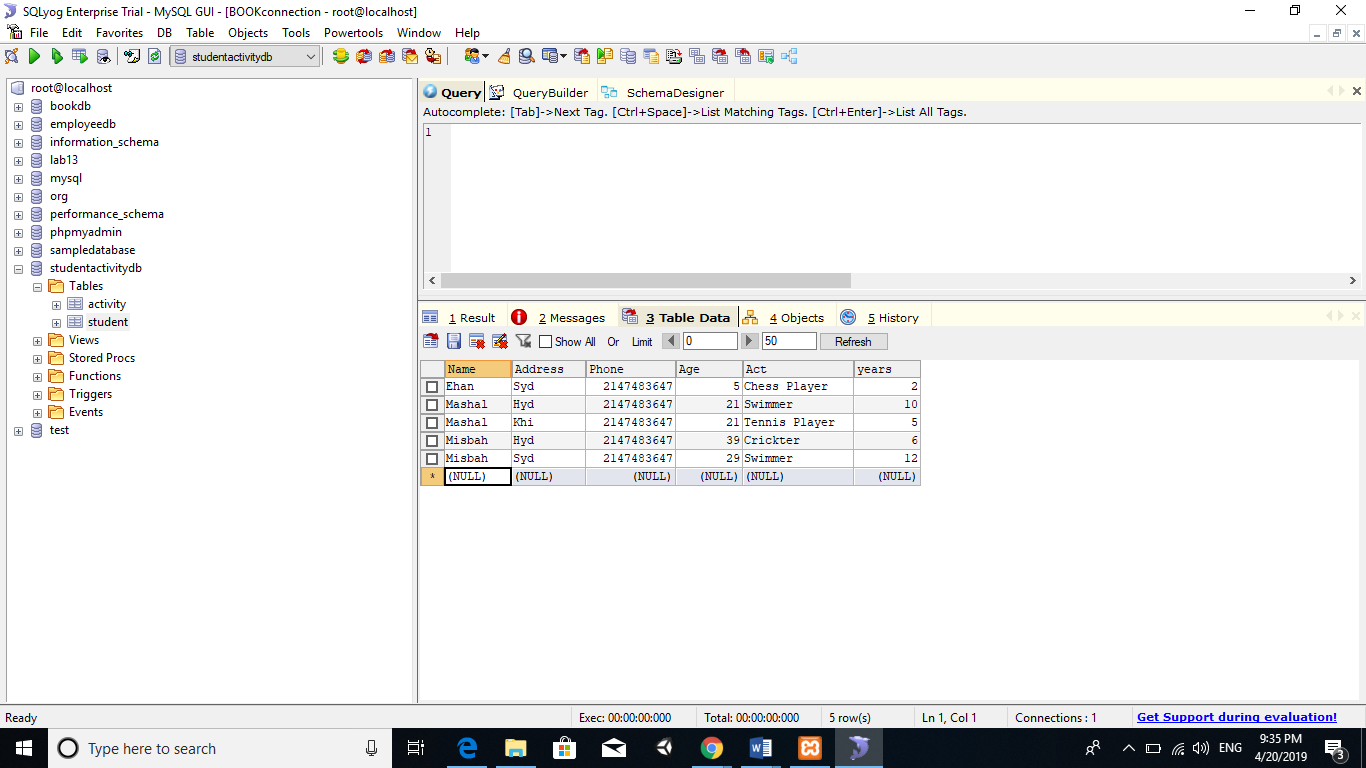 SQLyog Enterprise Trial - MySQL GUI - [BOOKconnection - root@localhost]
File Edit Favorites DB Table Objects Tools Powertools Window Help
studentactivitydb
root@localhost
bookdb
employeedb
information_schema
lab13
mysql
org
performance_schema
phpmyadmin
sampledatabase
studentactivitydb
Tables
activity
student
Views
Stored Procs
Functions
Triggers
Events
test
Query QueryBuilder SchemaDesigner
Autocomplete: [Tab]->Next Tag. [Ctrl+Space]->List Matching Tags. [Ctrl+Enter]->List All Tags.
1
1 Result 2 Messages 3 Table Data 4 Objects 5 History
Show All Or Limit 0 50 Refresh
Name Address Phone Age Act years
Ehan Syd 2147483647 5 Chess Player 2
Mashal Hyd 2147483647 21 Swimmer 10
Mashal Khi 2147483647 21 Tennis Player 5
Misbah Hyd 2147483647 39 Crickter 6
Misbah Syd 2147483647 29 Swimmer 12
* (NULL) (NULL) (NULL) (NULL) (NULL) (NULL)
Ready Exec: 00:00:00:000 Total: 00:00:00:000 5 row(s) Ln 1, Col 1 Connections : 1 Get Support during evaluation!
Type here to search ENG 9:35 PM
4/20/2019 3